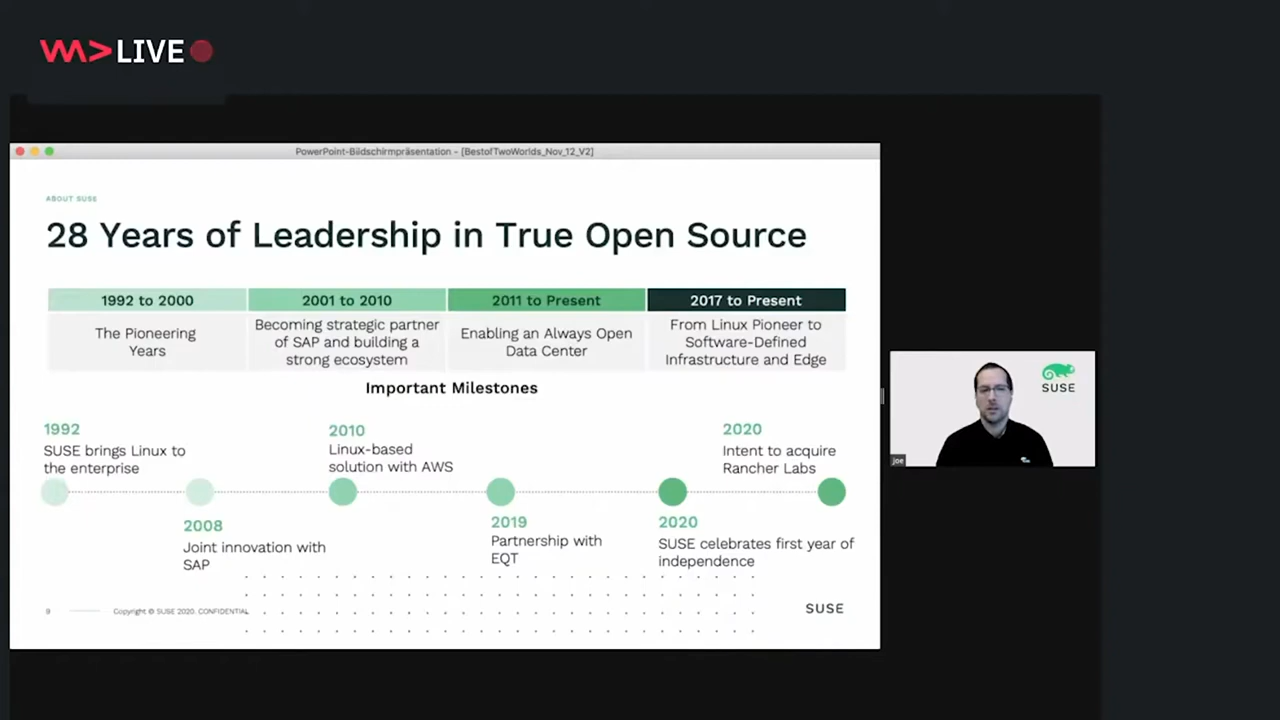 LIVE
PowerPoint-Bildschirmpräsentation - [BestofTwoWorlds_Nov_12_V2]
ABOUT SUSE
28 Years of Leadership in True Open Source
1992 to 2000
The Pioneering
Years
2001 to 2010
Becoming strategic partner
of SAP and building a
strong ecosystem
2011 to Present
Enabling an Always Open
Data Center
2017 to Present
From Linux Pioneer to
Software-Defined
Infrastructure and Edge
Important Milestones
1992
SUSE brings Linux to
the enterprise
2008
Joint innovation with
SAP
2010
Linux-based
solution with AWS
2019
Partnership with
EQT
2020
SUSE celebrates first year of
independence
2020
Intent to acquire
Rancher Labs
9
Copyright © SUSE 2020. CONFIDENTIAL
SUSE
SUSE
Joe